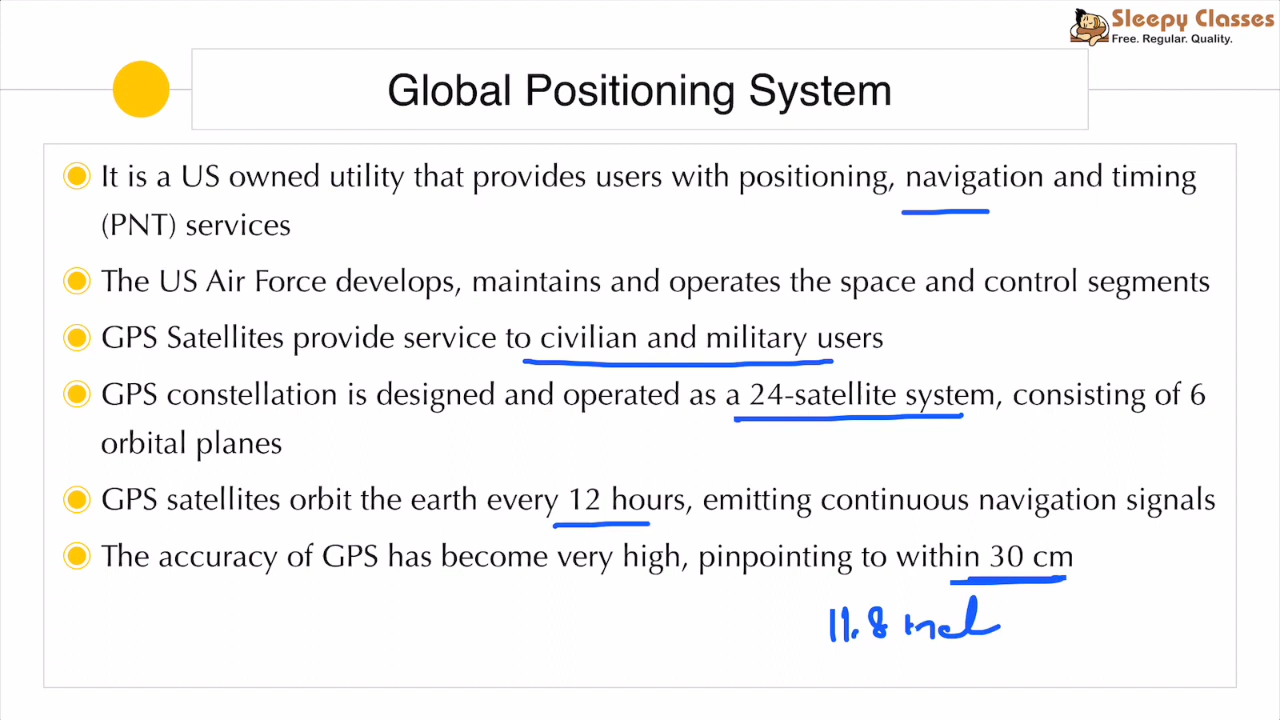 Sleepy Classes
Free. Regular. Quality.
Global Positioning System
It is a US owned utility that provides users with positioning, navigation and timing
(PNT) services
The US Air Force develops, maintains and operates the space and control segments
GPS Satellites provide service to civilian and military users
GPS constellation is designed and operated as a 24-satellite system, consisting of 6
orbital planes
GPS satellites orbit the earth every 12 hours, emitting continuous navigation signals
The accuracy of GPS has become very high, pinpointing to within 30 cm
11.8 inch